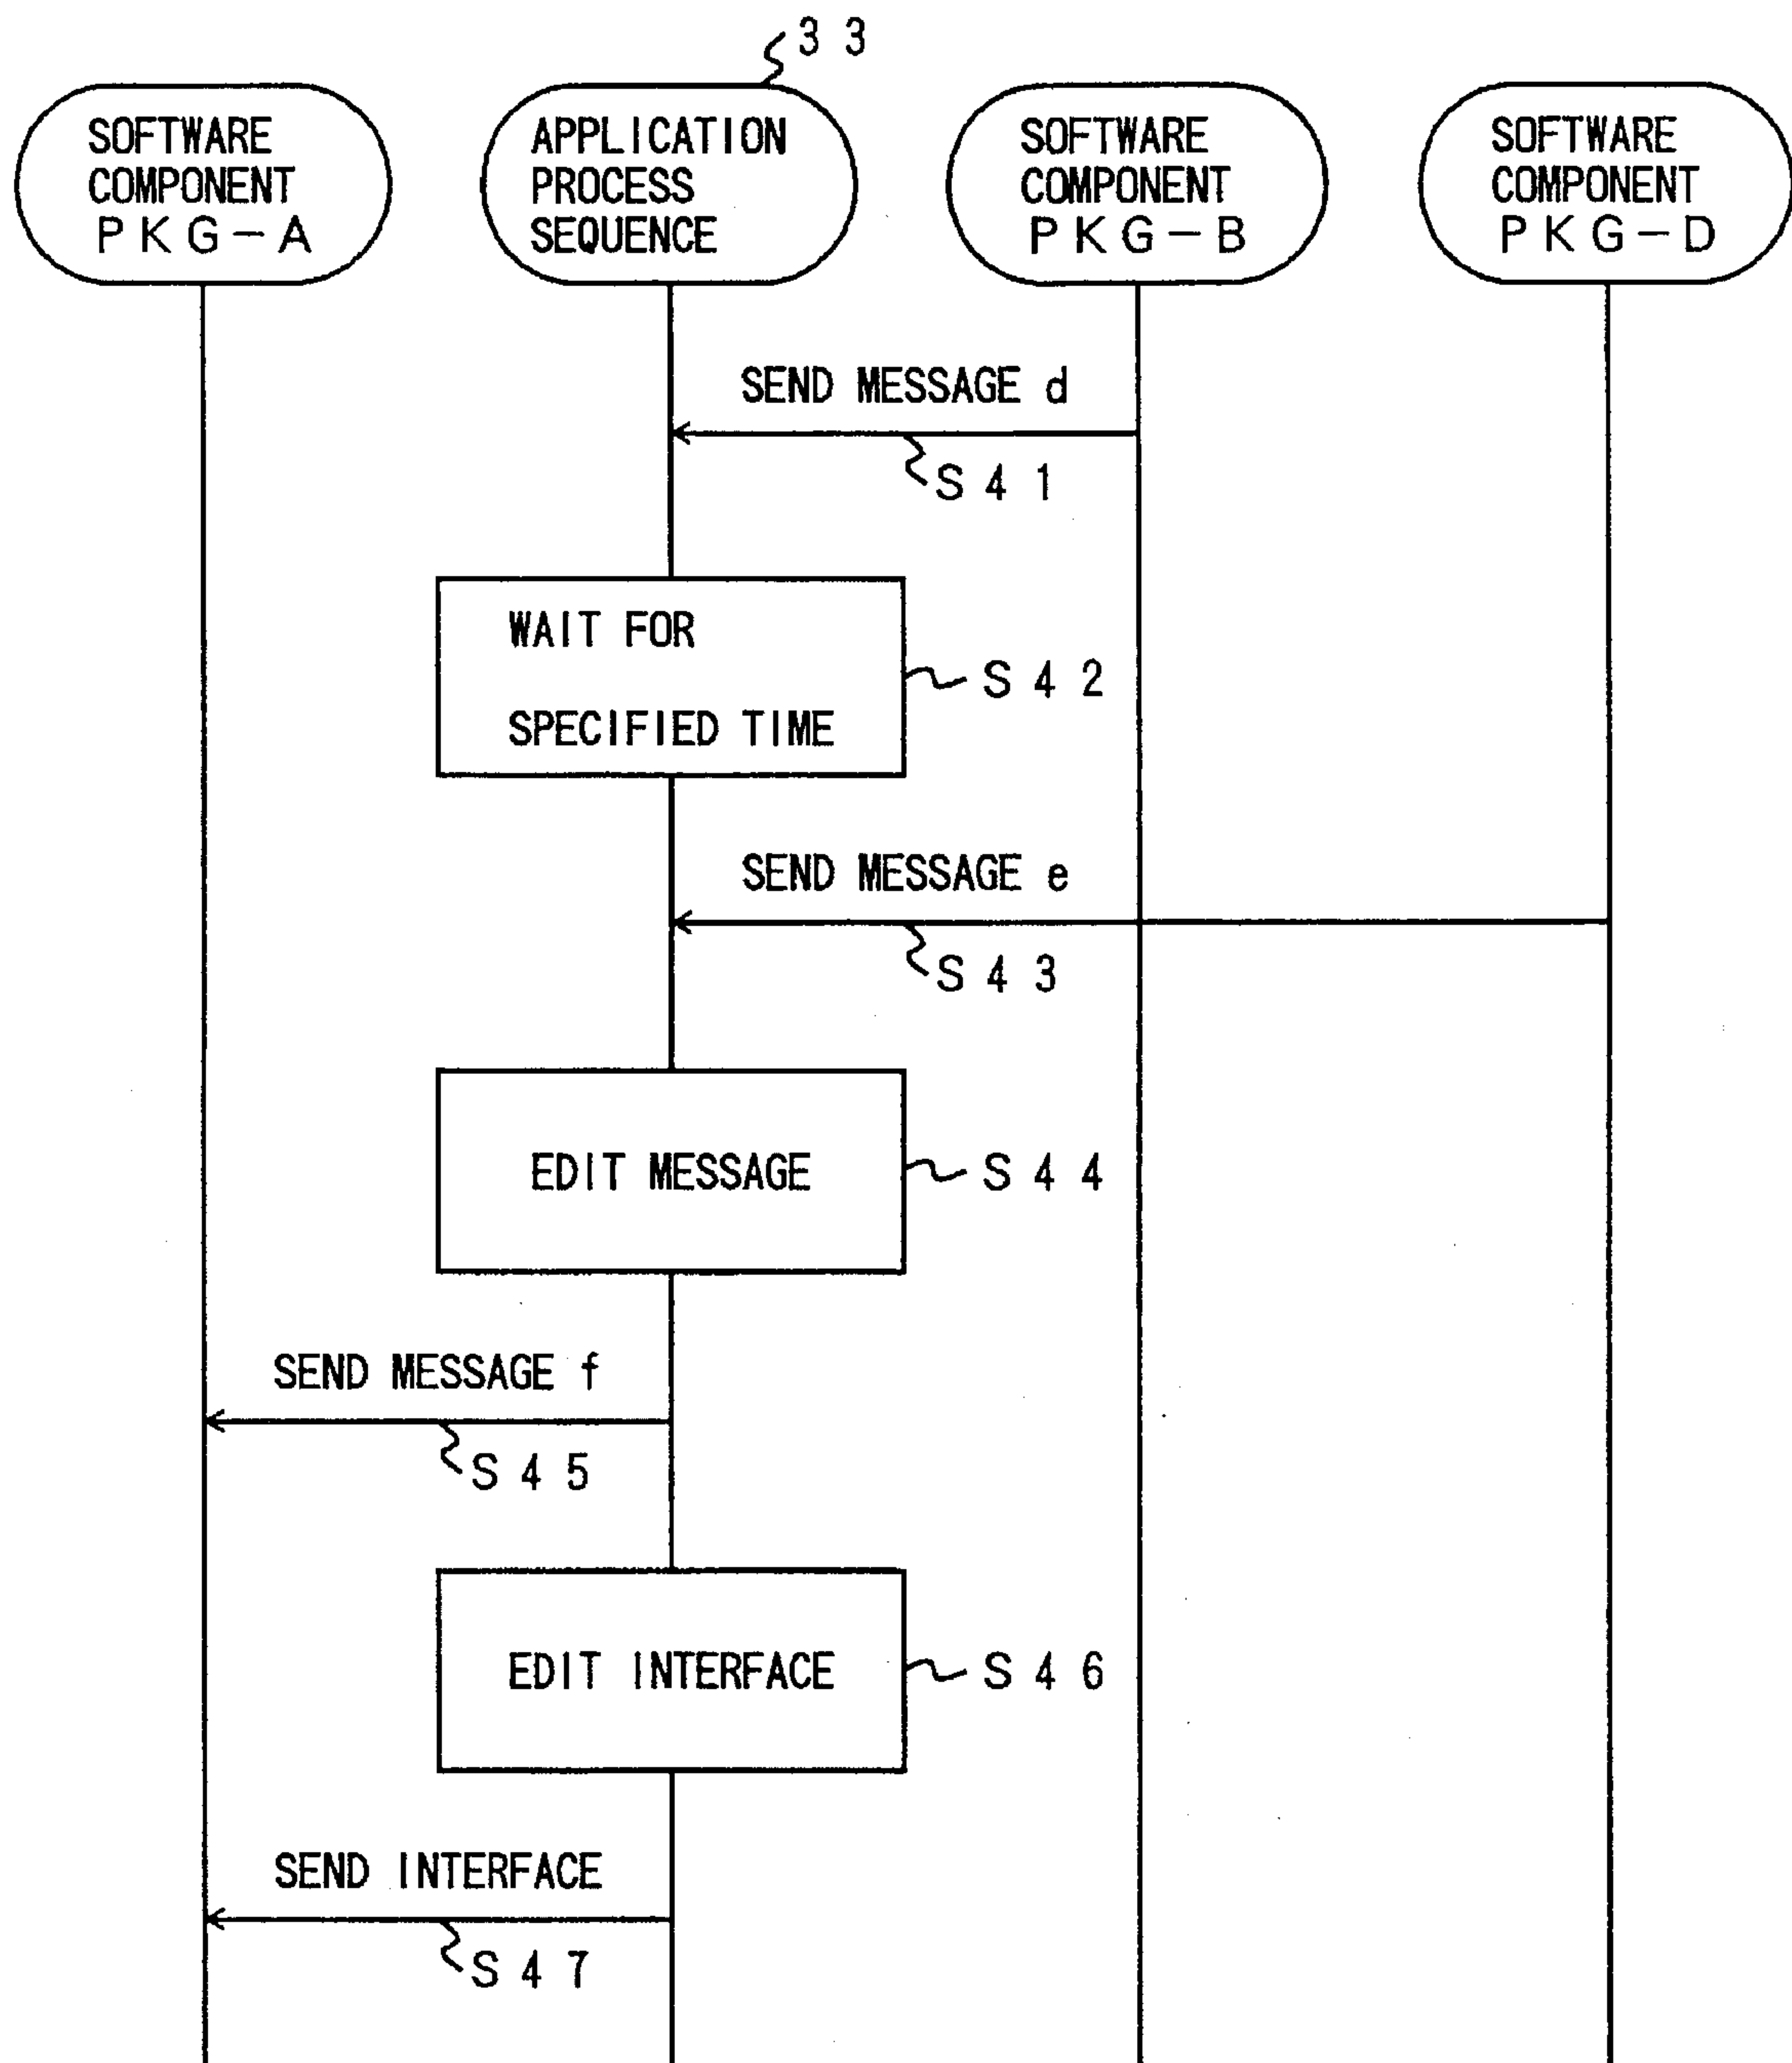 33
SOFTWARE
COMPONENT
PKG-A
APPLICATION
PROCESS
SEQUENCE
SOFTWARE
COMPONENT
PKG-B
SOFTWARE
COMPONENT
PKG-D
SEND MESSAGE d
S41
WAIT FOR
SPECIFIED TIME
S42
SEND MESSAGE e
S43
EDIT MESSAGE
S44
SEND MESSAGE f
S45
EDIT INTERFACE
S46
SEND INTERFACE
S47